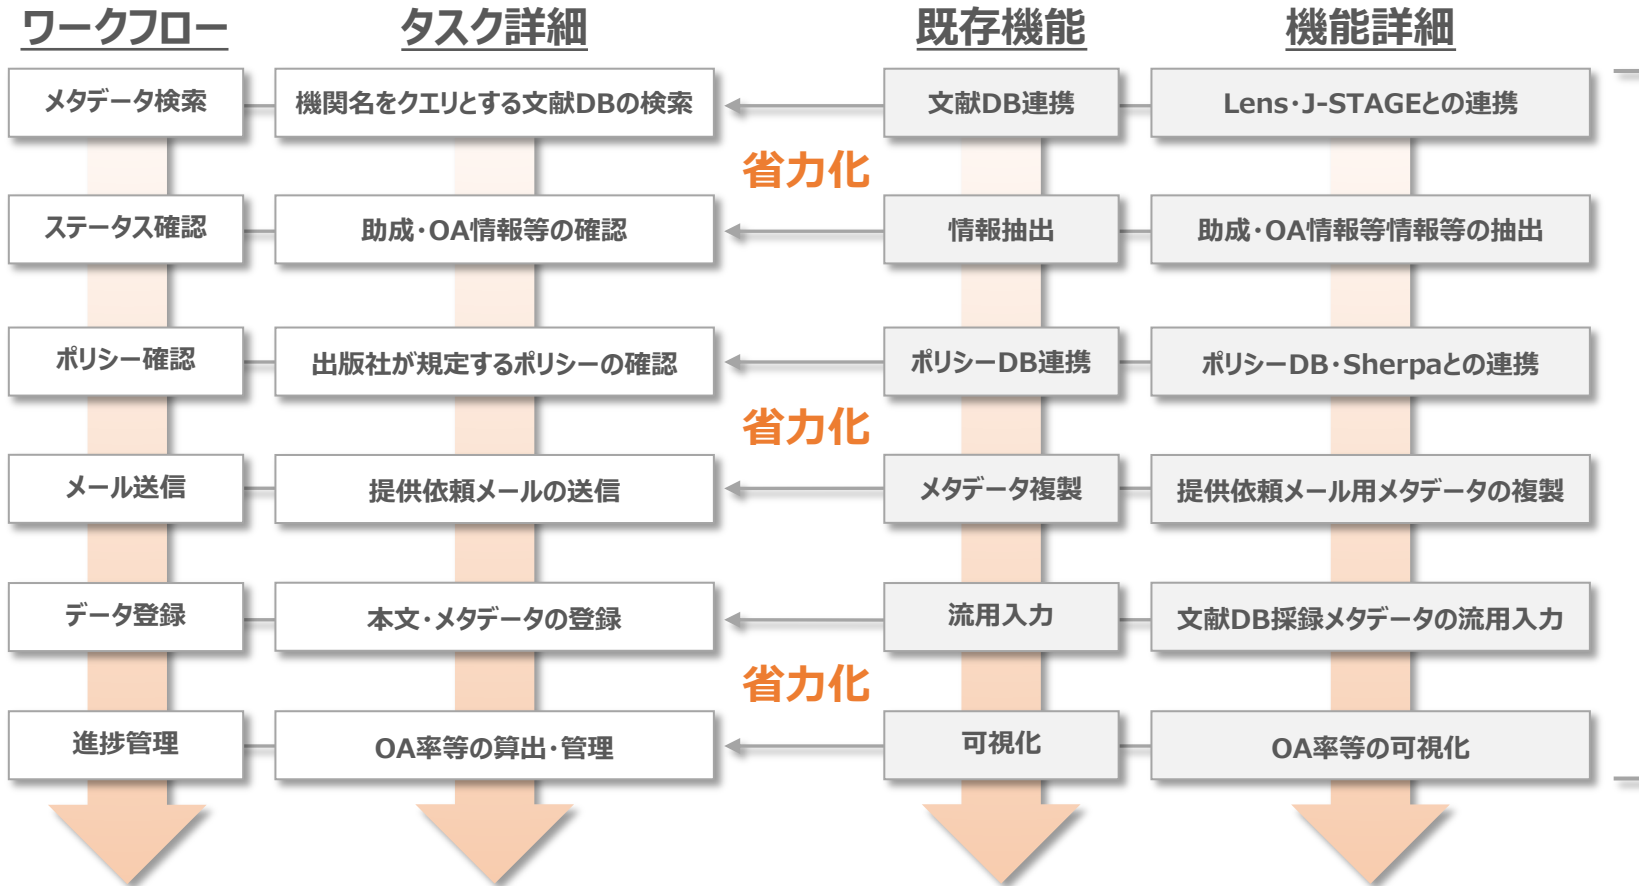 ワークフロー
タスク詳細
既存機能
機能詳細
メタデータ検索
機関名をクエリとする文献DBの検索
文献DB連携
Lens・J-STAGEとの連携
省力化
ステータス確認
助成・OA情報等の確認
情報抽出
助成・OA情報等情報等の抽出
ポリシー確認
出版社が規定するポリシーの確認
ポリシーDB連携
ポリシーDB・Sherpaとの連携
省力化
メール送信
提供依頼メールの送信
メタデータ複製
提供依頼メール用メタデータの複製
データ登録
本文・メタデータの登録
流用入力
文献DB採録メタデータの流用入力
省力化
進捗管理
OA率等の算出・管理
可視化
OA率等の可視化